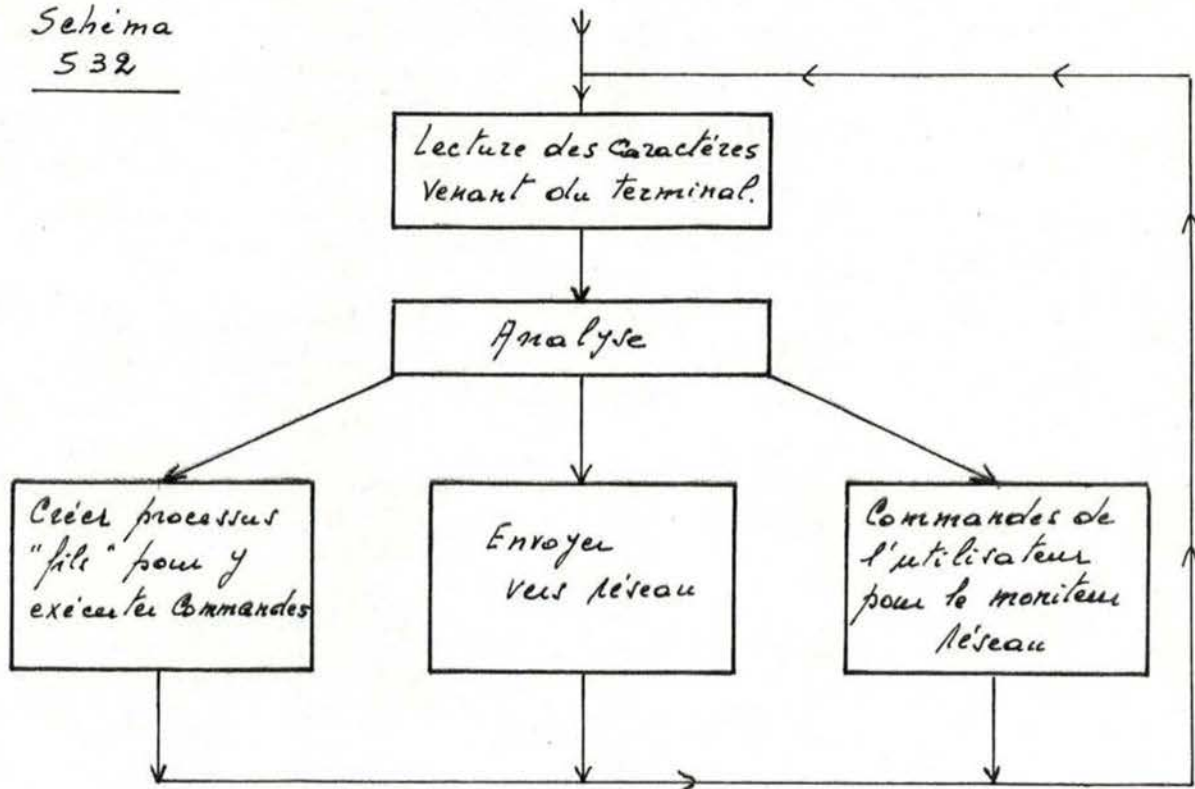 Schéma
532
Lecture des Caractères
venant du terminal.
Analyse
Créer processus
"fils" pour y
exécuter Commandes
Envoyer
vers réseau
Commandes de
l'utilisateur
pour le moniteur
réseau